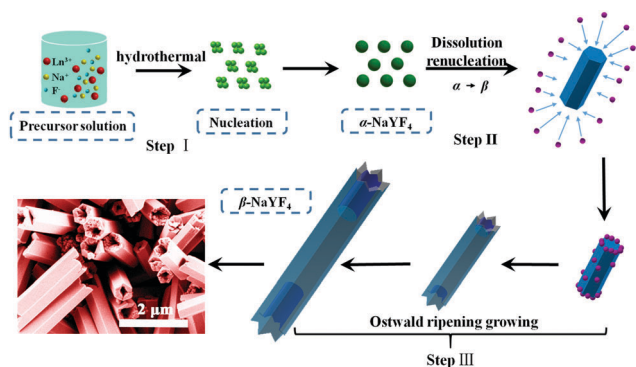 Ln³⁺
Na⁺
F⁻
hydrothermal
Dissolution
renucleation
α → β
Precursor solution
Nucleation
α-NaYF₄
Step Ⅰ
Step Ⅱ
β-NaYF₄
2 μm
Ostwald ripening growing
Step Ⅲ